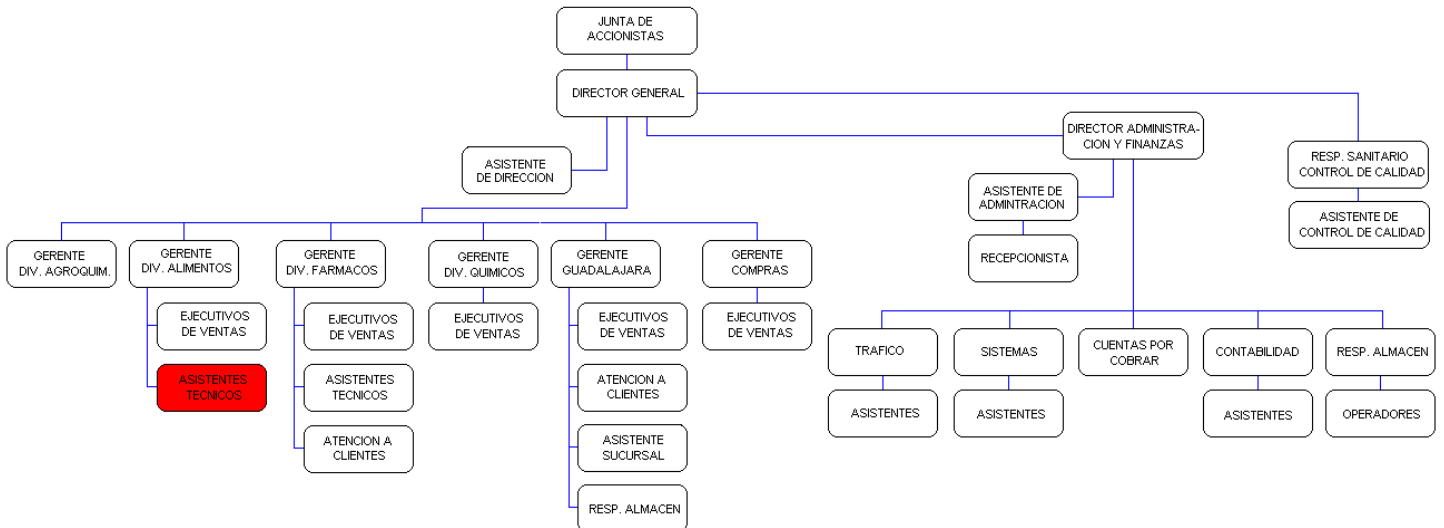 JUNTA DE
ACCIONISTAS
DIRECTOR GENERAL
DIRECTOR ADMINISTRA-
CION Y FINANZAS
RESP. SANITARIO
CONTROL DE CALIDAD
ASISTENTE
DE DIRECCION
ASISTENTE DE
ADMINTRACION
ASISTENTE DE
CONTROL DE CALIDAD
RECEPCIONISTA
GERENTE
DIV. AGROQUIM.
GERENTE
DIV. ALIMENTOS
GERENTE
DIV. FARMACOS
GERENTE
DIV. QUIMICOS
GERENTE
GUADALAJARA
GERENTE
COMPRAS
EJECUTIVOS
DE VENTAS
EJECUTIVOS
DE VENTAS
EJECUTIVOS
DE VENTAS
EJECUTIVOS
DE VENTAS
EJECUTIVOS
DE VENTAS
TRAFICO
SISTEMAS
CUENTAS POR
COBRAR
CONTABILIDAD
RESP. ALMACEN
ASISTENTES
TECNICOS
ASISTENTES
TECNICOS
ATENCION A
CLIENTES
ASISTENTES
ASISTENTES
ASISTENTES
OPERADORES
ATENCION A
CLIENTES
ASISTENTE
SUCURSAL
RESP. ALMACEN